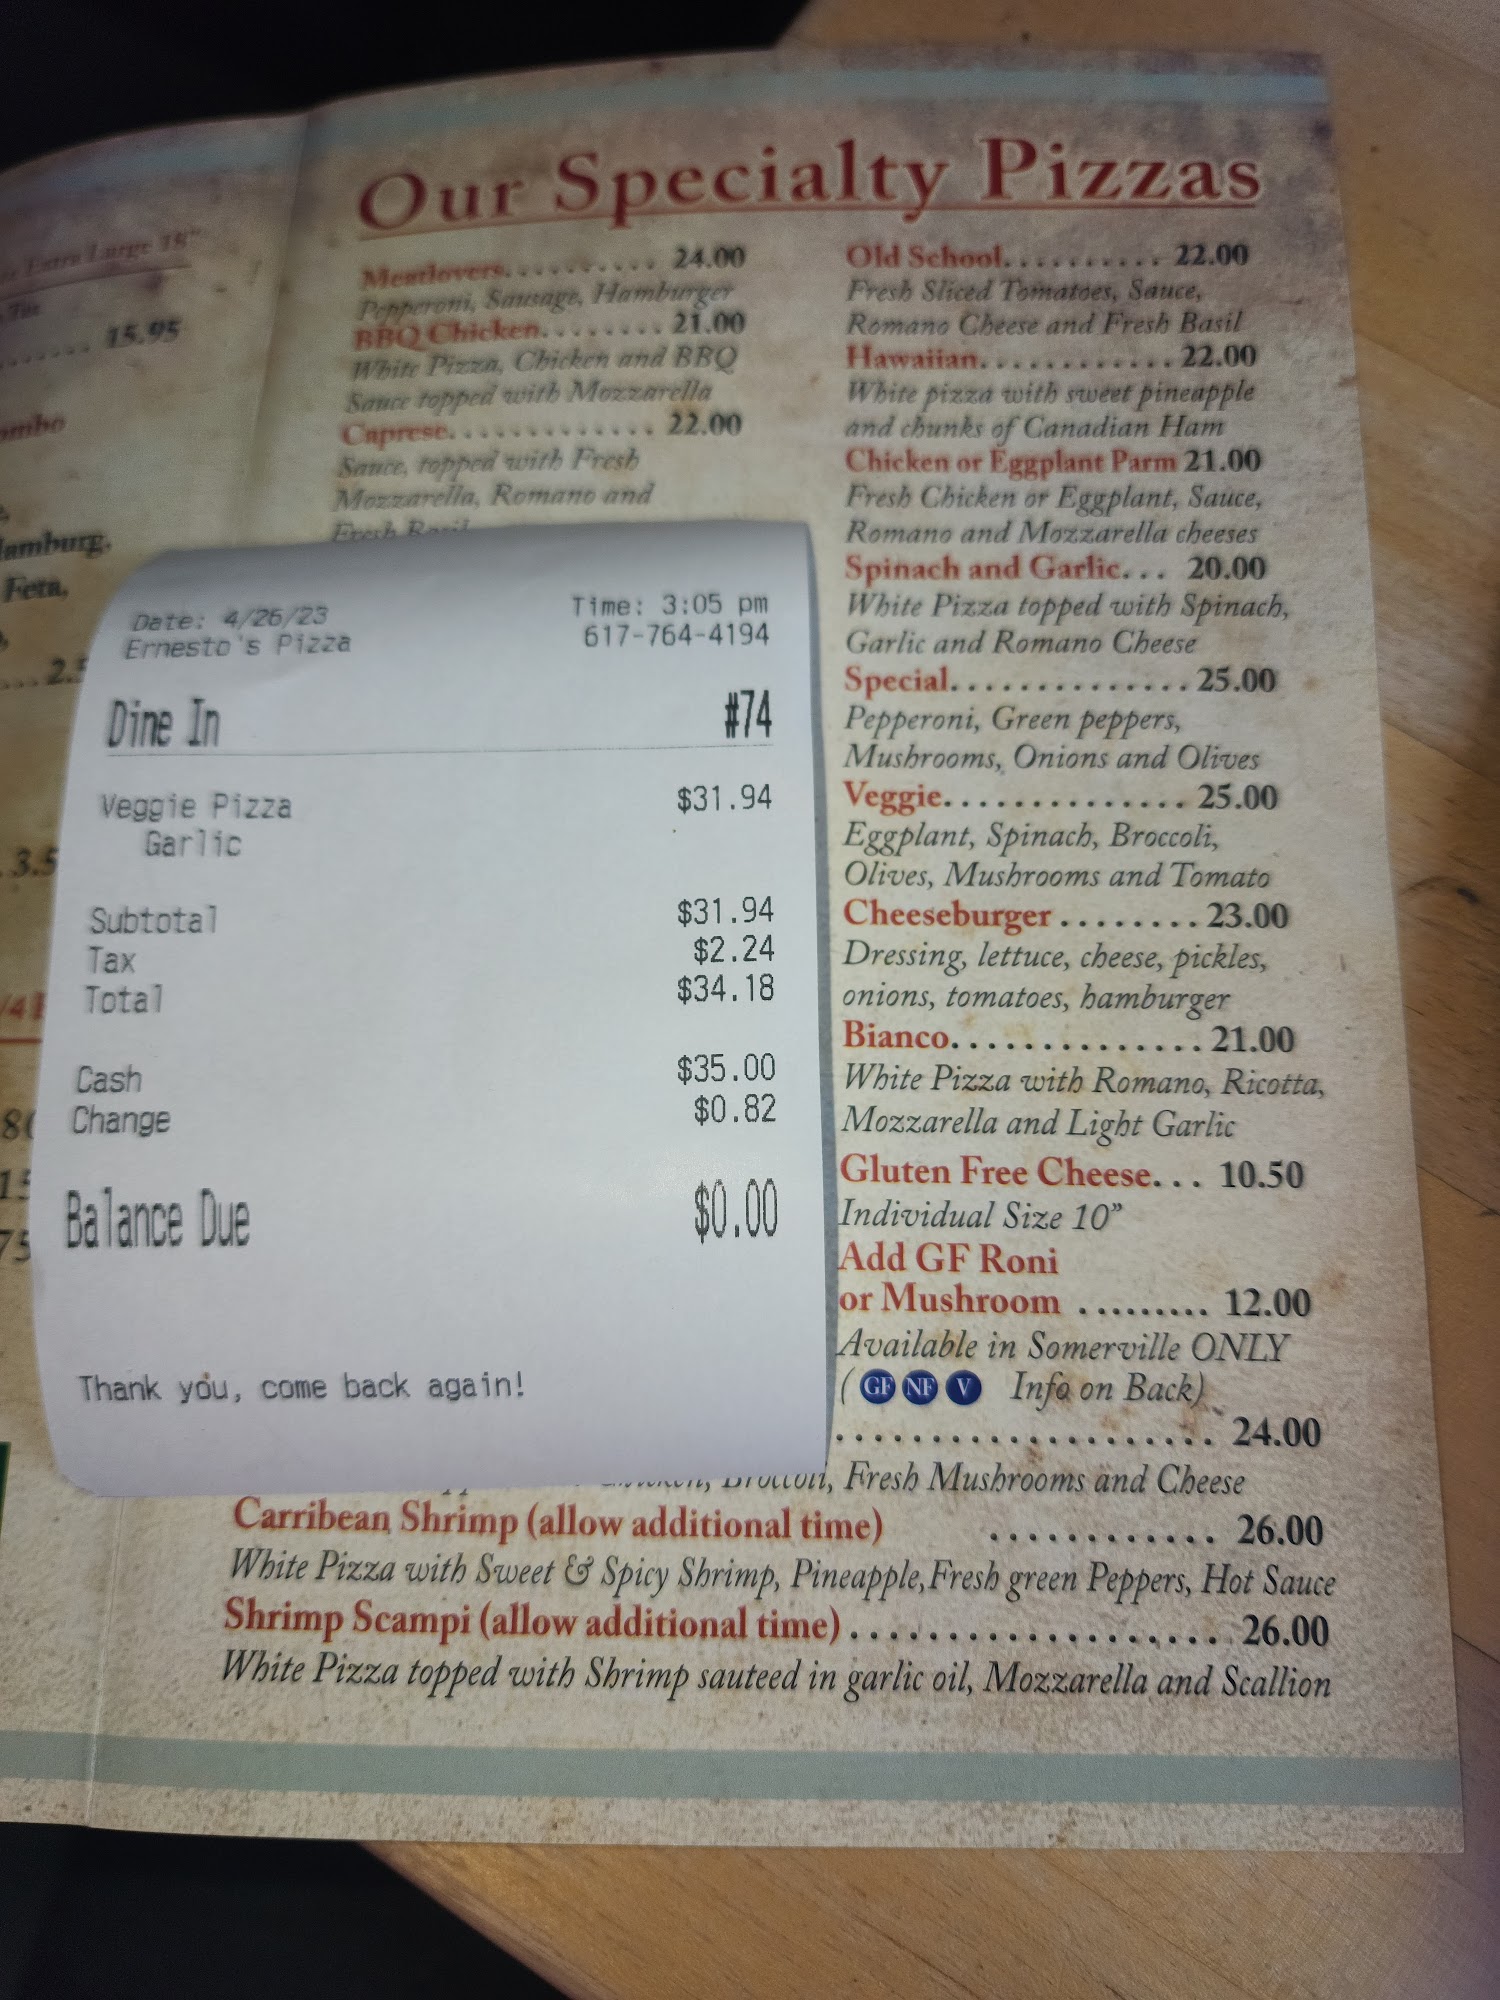 Our Specialty Pizzas
Extra Large 18"
15.95
Feta,
3.5
Meatlovers.......... 24.00
Pepperoni, Sausage, Hamburger
BBQ Chicken........ 21.00
White Pizza, Chicken and BBQ
Sauce topped with Mozzarella
Caprese............. 22.00
Sauce, topped with Fresh
Mozzarella, Romano and
Fresh Basil
Date: 4/26/23 Time: 3:05 pm
Ernesto's Pizza 617-764-4194
Dine In #74
Veggie Pizza $31.94
Garlic
Subtotal $31.94
Tax $2.24
Total $34.18
Cash $35.00
Change $0.82
Balance Due $0.00
Thank you, come back again!
Old School.......... 22.00
Fresh Sliced Tomatoes, Sauce,
Romano Cheese and Fresh Basil
Hawaiian............ 22.00
White pizza with sweet pineapple
and chunks of Canadian Ham
Chicken or Eggplant Parm 21.00
Fresh Chicken or Eggplant, Sauce,
Romano and Mozzarella cheeses
Spinach and Garlic... 20.00
White Pizza topped with Spinach,
Garlic and Romano Cheese
Special............... 25.00
Pepperoni, Green peppers,
Mushrooms, Onions and Olives
Veggie............... 25.00
Eggplant, Spinach, Broccoli,
Olives, Mushrooms and Tomato
Cheeseburger ........ 23.00
Dressing, lettuce, cheese, pickles,
onions, tomatoes, hamburger
Bianco.............. 21.00
White Pizza with Romano, Ricotta,
Mozzarella and Light Garlic
Gluten Free Cheese... 10.50
Individual Size 10"
Add GF Roni
or Mushroom ......... 12.00
Available in Somerville ONLY
( GF NF V Info on Back)
.................... 24.00
Broccoli, Fresh Mushrooms and Cheese
Carribean Shrimp (allow additional time) ............ 26.00
White Pizza with Sweet & Spicy Shrimp, Pineapple,Fresh green Peppers, Hot Sauce
Shrimp Scampi (allow additional time) .................... 26.00
White Pizza topped with Shrimp sauteed in garlic oil, Mozzarella and Scallion